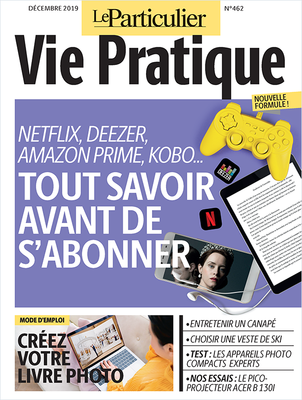 DÉCEMBRE 2019
Le Particulier
N°462
Vie Pratique
NOUVELLE
FORMULE !
NETFLIX, DEEZER,
AMAZON PRIME, KOBO...
TOUT SAVOIR
AVANT DE
S'ABONNER
DEEZER
N
MODE D'EMPLOI
CRÉEZ
VOTRE
LIVRE PHOTO
• ENTRETENIR UN CANAPÉ
• CHOISIR UNE VESTE DE SKI
• TEST : LES APPAREILS PHOTO
COMPACTS EXPERTS
• NOS ESSAIS : LE PICO-
PROJECTEUR ACER B 130I